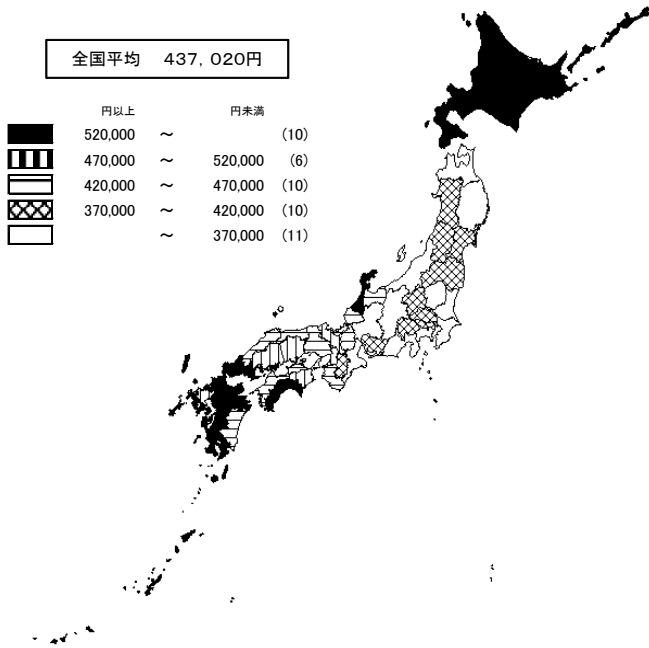 全国平均　４３７，０２０円
円以上　円未満
520,000　～　（10）
470,000　～　520,000　（6）
420,000　～　470,000　（10）
370,000　～　420,000　（10）
～　370,000　（11）